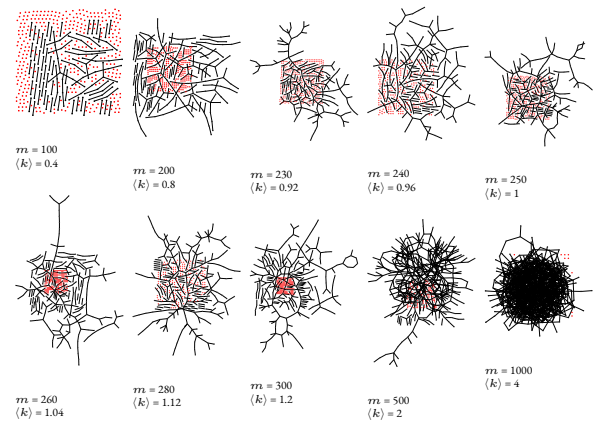 m = 100
⟨k⟩ = 0.4
m = 200
⟨k⟩ = 0.8
m = 230
⟨k⟩ = 0.92
m = 240
⟨k⟩ = 0.96
m = 250
⟨k⟩ = 1
m = 260
⟨k⟩ = 1.04
m = 280
⟨k⟩ = 1.12
m = 300
⟨k⟩ = 1.2
m = 500
⟨k⟩ = 2
m = 1000
⟨k⟩ = 4